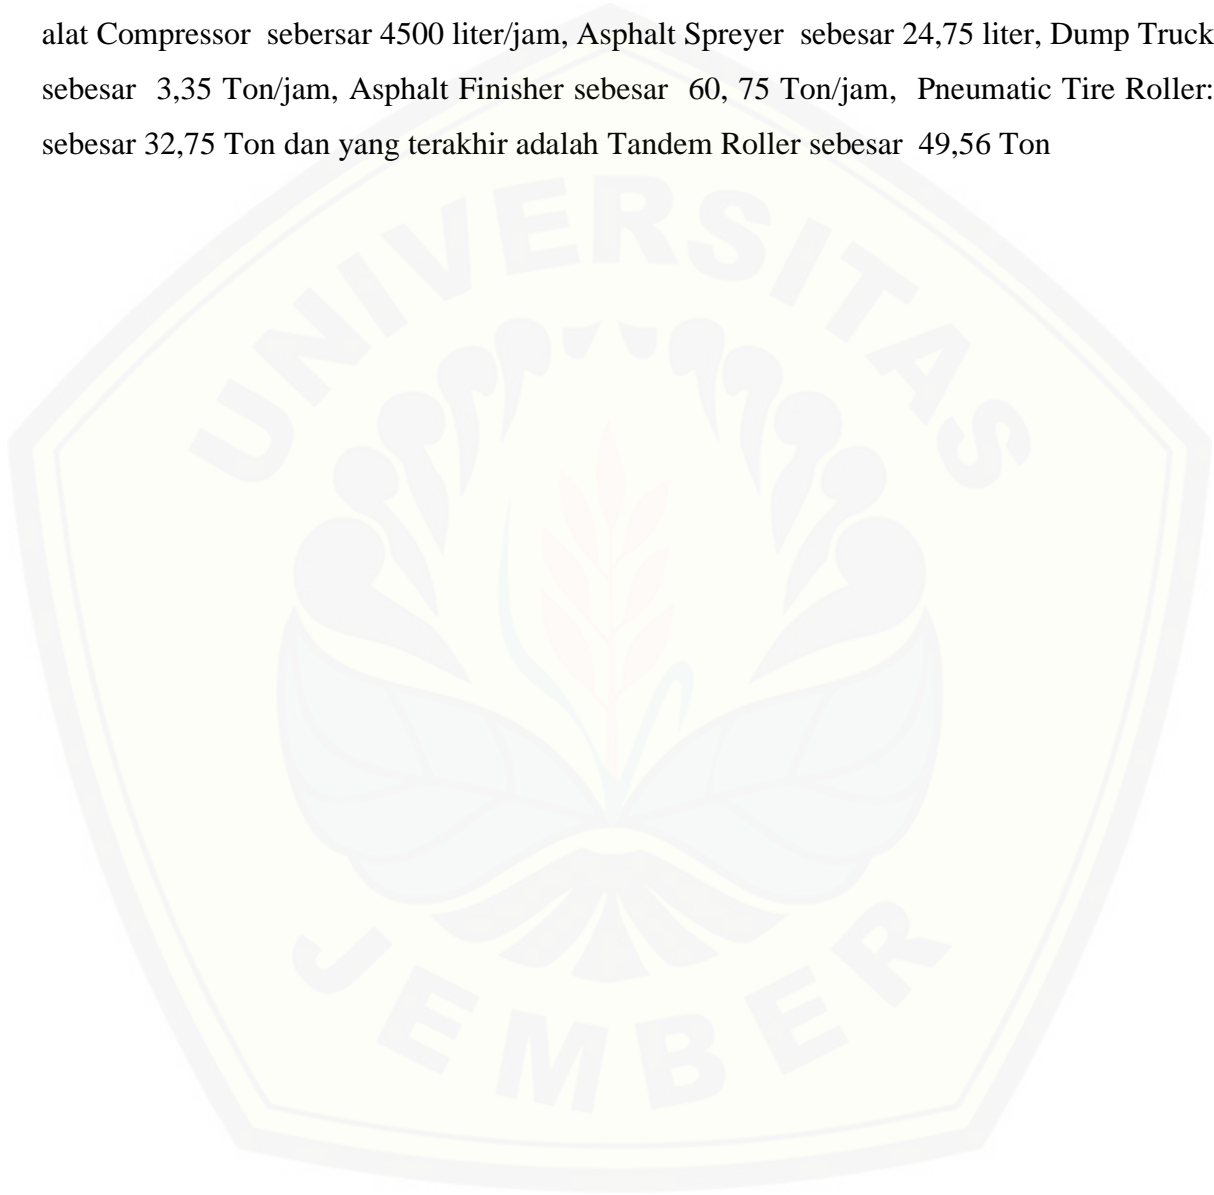 alat Compressor sebersar 4500 liter/jam, Asphalt Spreyer sebesar 24,75 liter, Dump Truck
sebesar 3,35 Ton/jam, Asphalt Finisher sebesar 60, 75 Ton/jam, Pneumatic Tire Roller:
sebesar 32,75 Ton dan yang terakhir adalah Tandem Roller sebesar 49,56 Ton
UNIVERSITAS
JEMBER